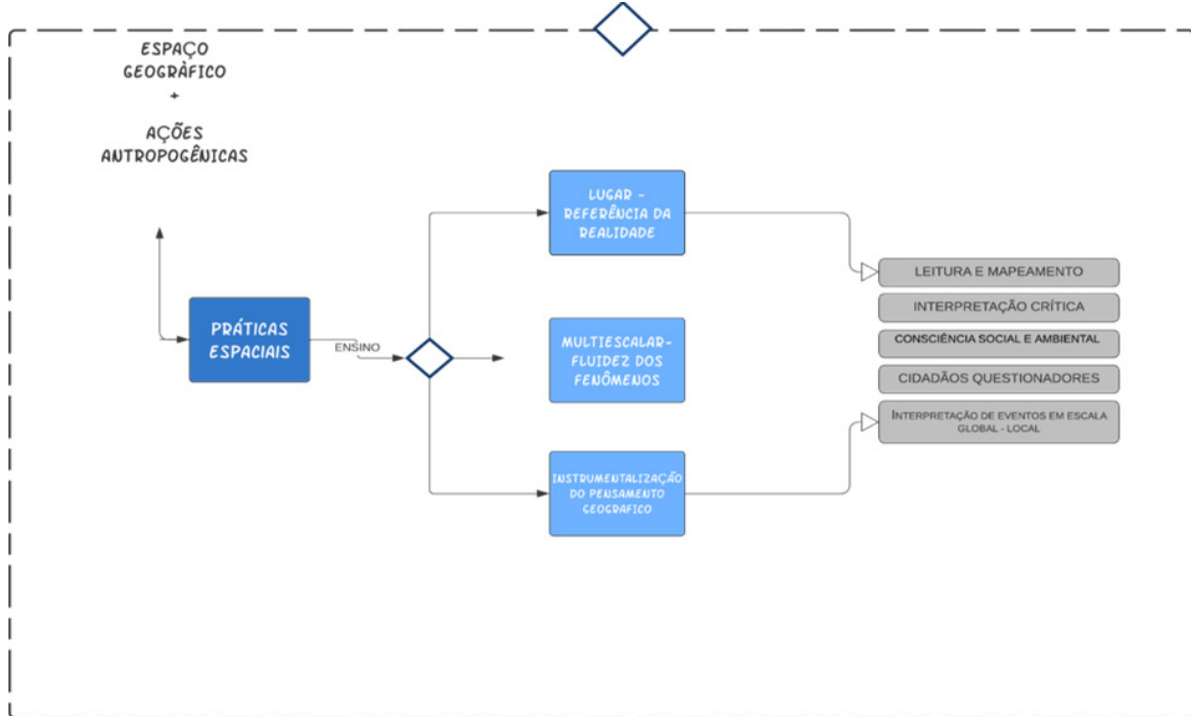 ESPAÇO
GEOGRÀFICO
+
AÇÕES
ANTROPOGÊNICAS
PRÁTICAS
ESPACIAIS
ENSINO
LUGAR -
REFERÊNCIA DA
REALIDADE
MULTIESCALAR-
FLUIDEZ DOS
FENÔMENOS
INSTRUMENTALIZAÇÃO
DO PENSAMENTO
GEOGRAFICO
LEITURA E MAPEAMENTO
INTERPRETAÇÃO CRÍTICA
CONSCIÊNCIA SOCIAL E AMBIENTAL
CIDADÃOS QUESTIONADORES
INTERPRETAÇÃO DE EVENTOS EM ESCALA
GLOBAL - LOCAL